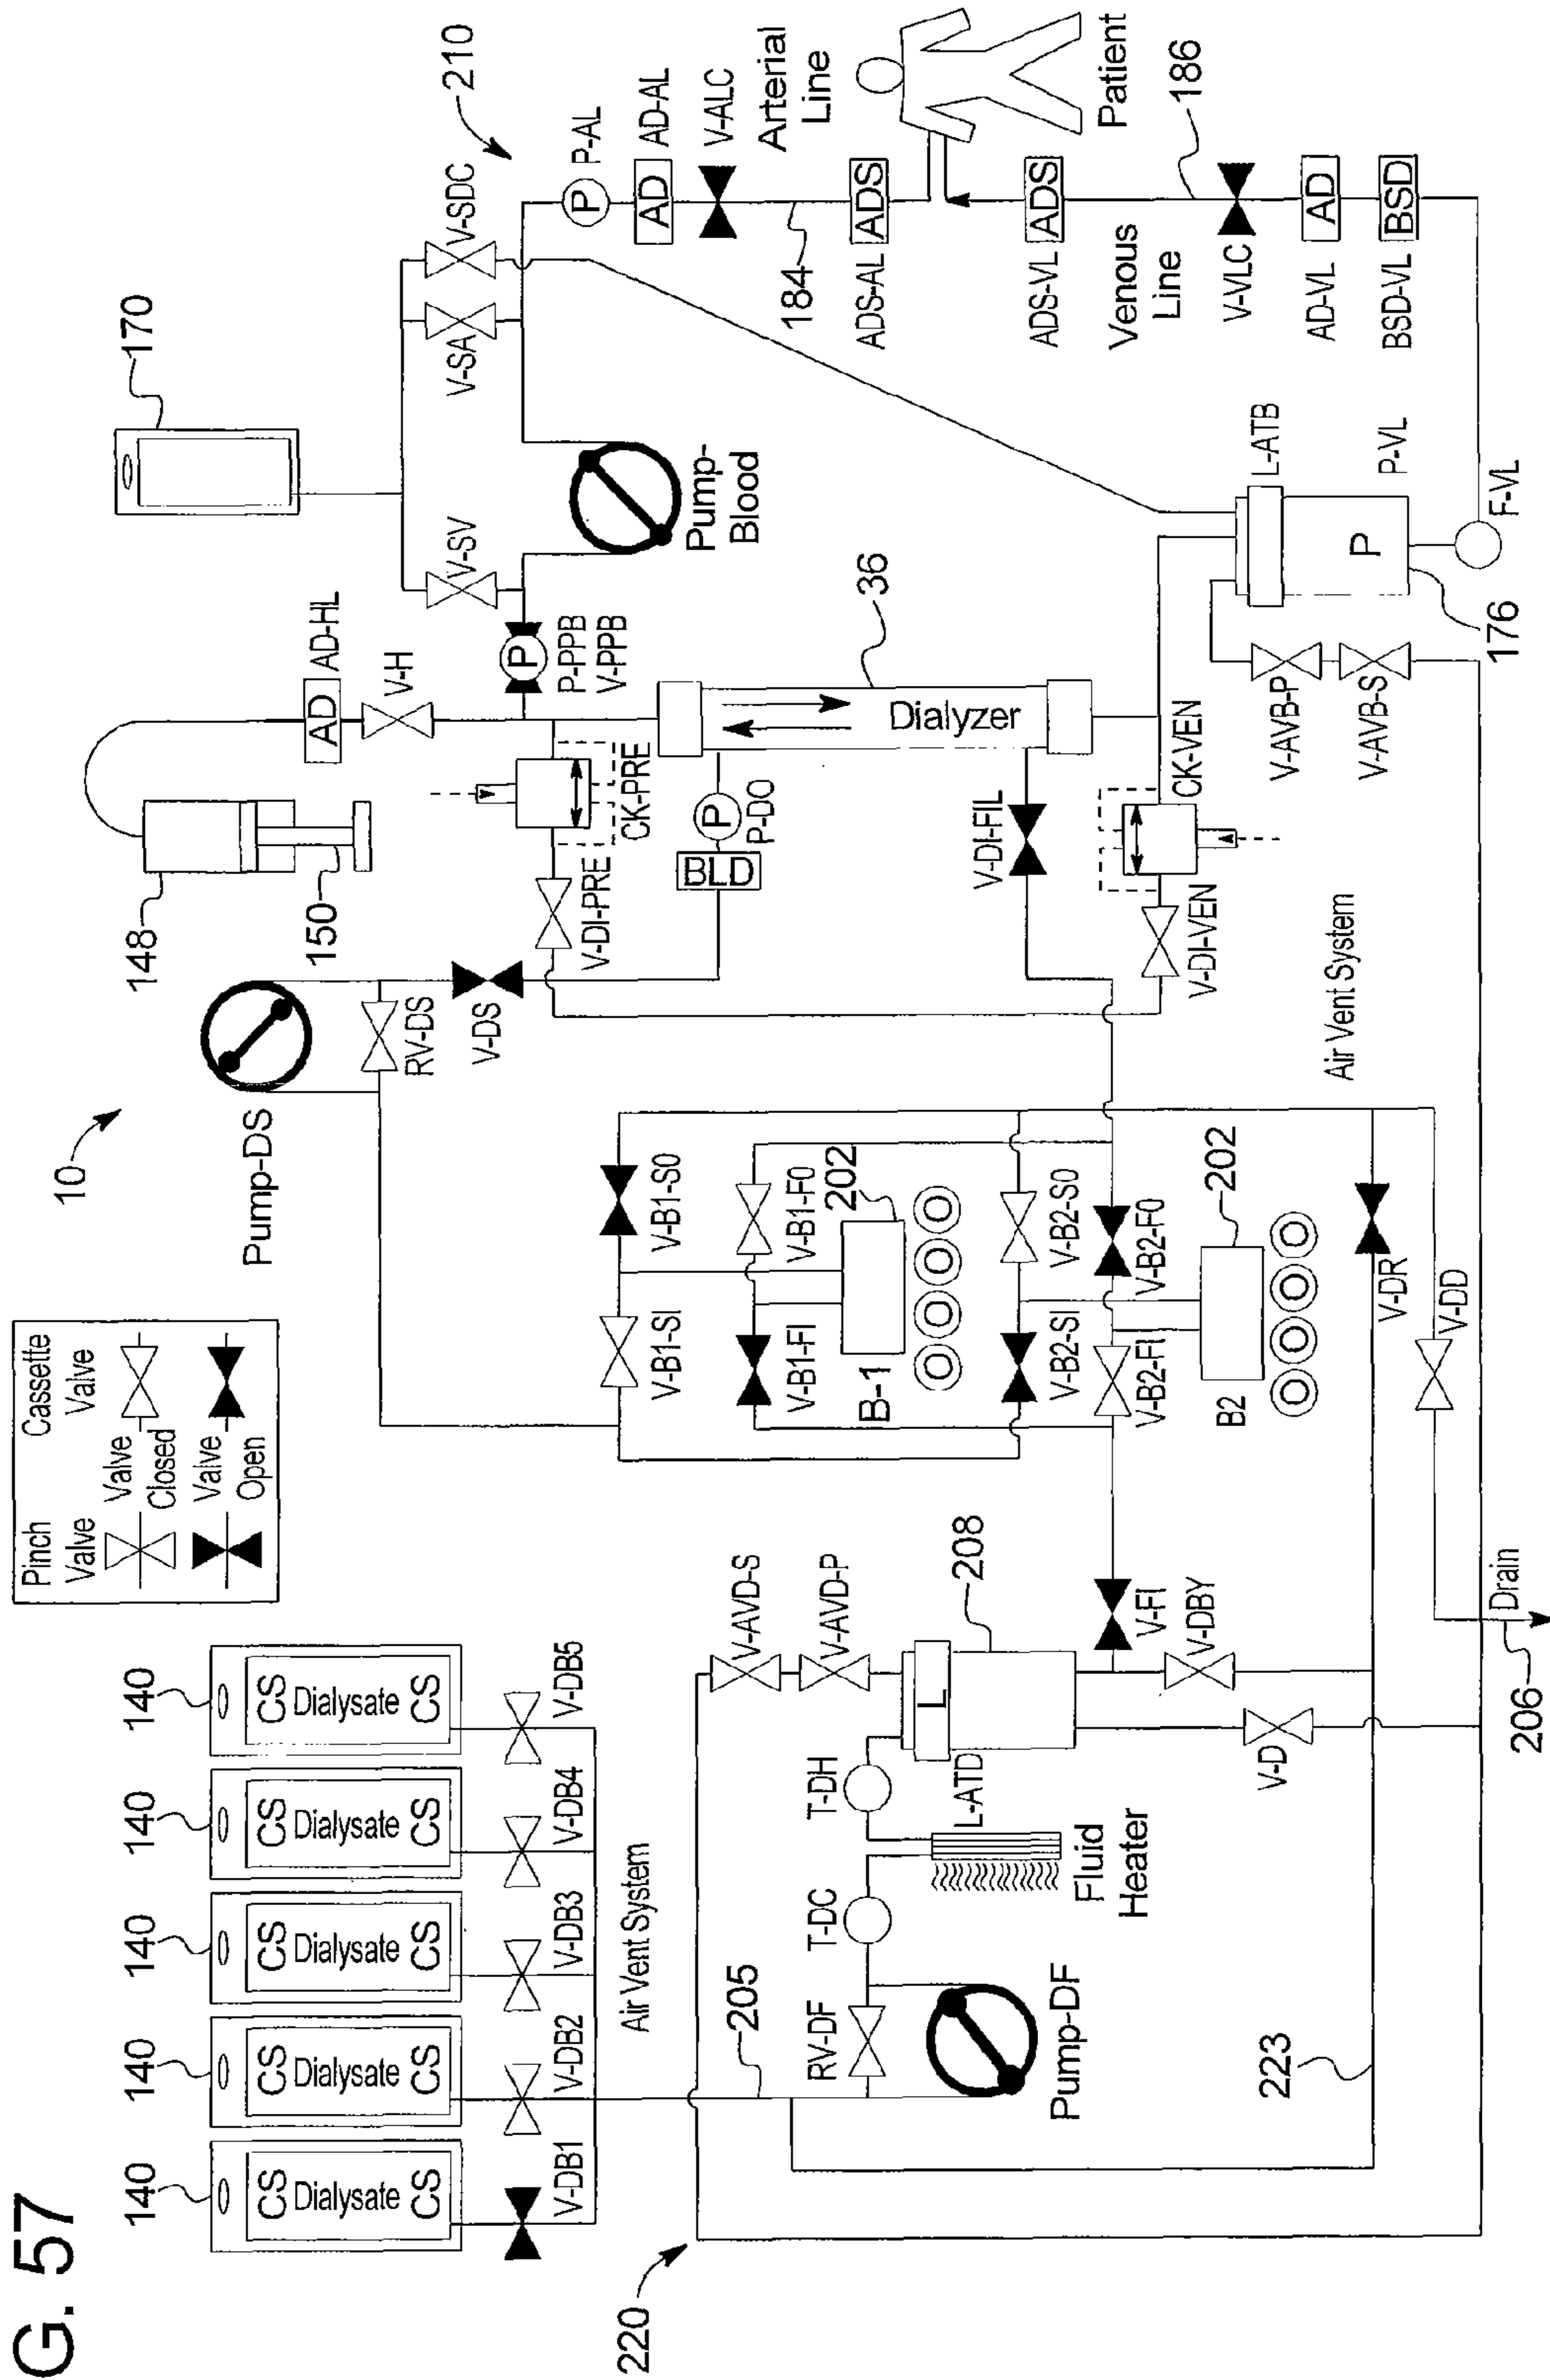 G. 57
10
Pinch
Valve
Cassette
Valve
Valve
Closed
Valve
Open
140
140
140
140
140
CS
Dialysate
CS
CS
Dialysate
CS
CS
Dialysate
CS
CS
Dialysate
CS
CS
Dialysate
CS
V-DB1
V-DB2
V-DB3
V-DB4
V-DB5
Air Vent System
220
205
V-AVD-S
V-AVD-P
208
RV-DF
Pump-DF
T-DC
T-DH
Fluid
Heater
L-ATD
L
V-FI
V-DBY
V-D
223
206
Drain
Pump-DS
RV-DS
V-DS
V-B1-SI
V-B1-S0
V-B1-FI
V-B1-F0
B-1
202
V-B2-SI
V-B2-S0
V-B2-FI
V-B2-F0
B2
202
V-DR
V-DD
148
150
AD
AD-HL
V-H
CK-PRE
V-DI-PRE
BLD
P
P-DO
P
P-PPB
V-PPB
Dialyzer
36
V-DI-FIL
CK-VEN
V-DI-VEN
Air Vent System
170
V-SV
V-SA
V-SDC
Pump-
Blood
210
P
P-AL
AD
AD-AL
V-ALC
Arterial
Line
184
ADS
ADS-AL
Patient
ADS
ADS-VL
Venous
Line
186
V-VLC
AD
AD-VL
BSD
BSD-VL
L-ATB
P
P-VL
F-VL
176
V-AVB-P
V-AVB-S